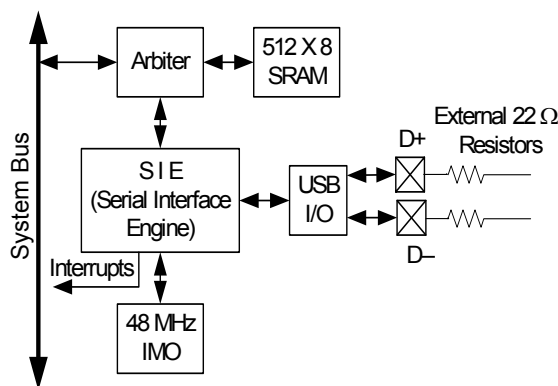 Arbiter
512 X 8
SRAM
External 22 Ω
Resistors
D+
S I E
(Serial Interface
Engine)
USB
I/O
D–
System Bus
Interrupts
48 MHz
IMO